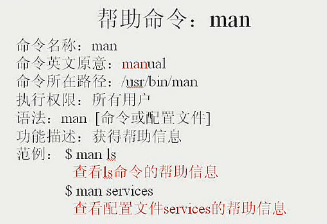 帮助命令：man
命令名称：man
命令英文原意：manual
命令所在路径：/usr/bin/man
执行权限：所有用户
语法：man [命令或配置文件]
功能描述：获得帮助信息
范例： $ man ls
查看ls命令的帮助信息
$ man services
查看配置文件services的帮助信息